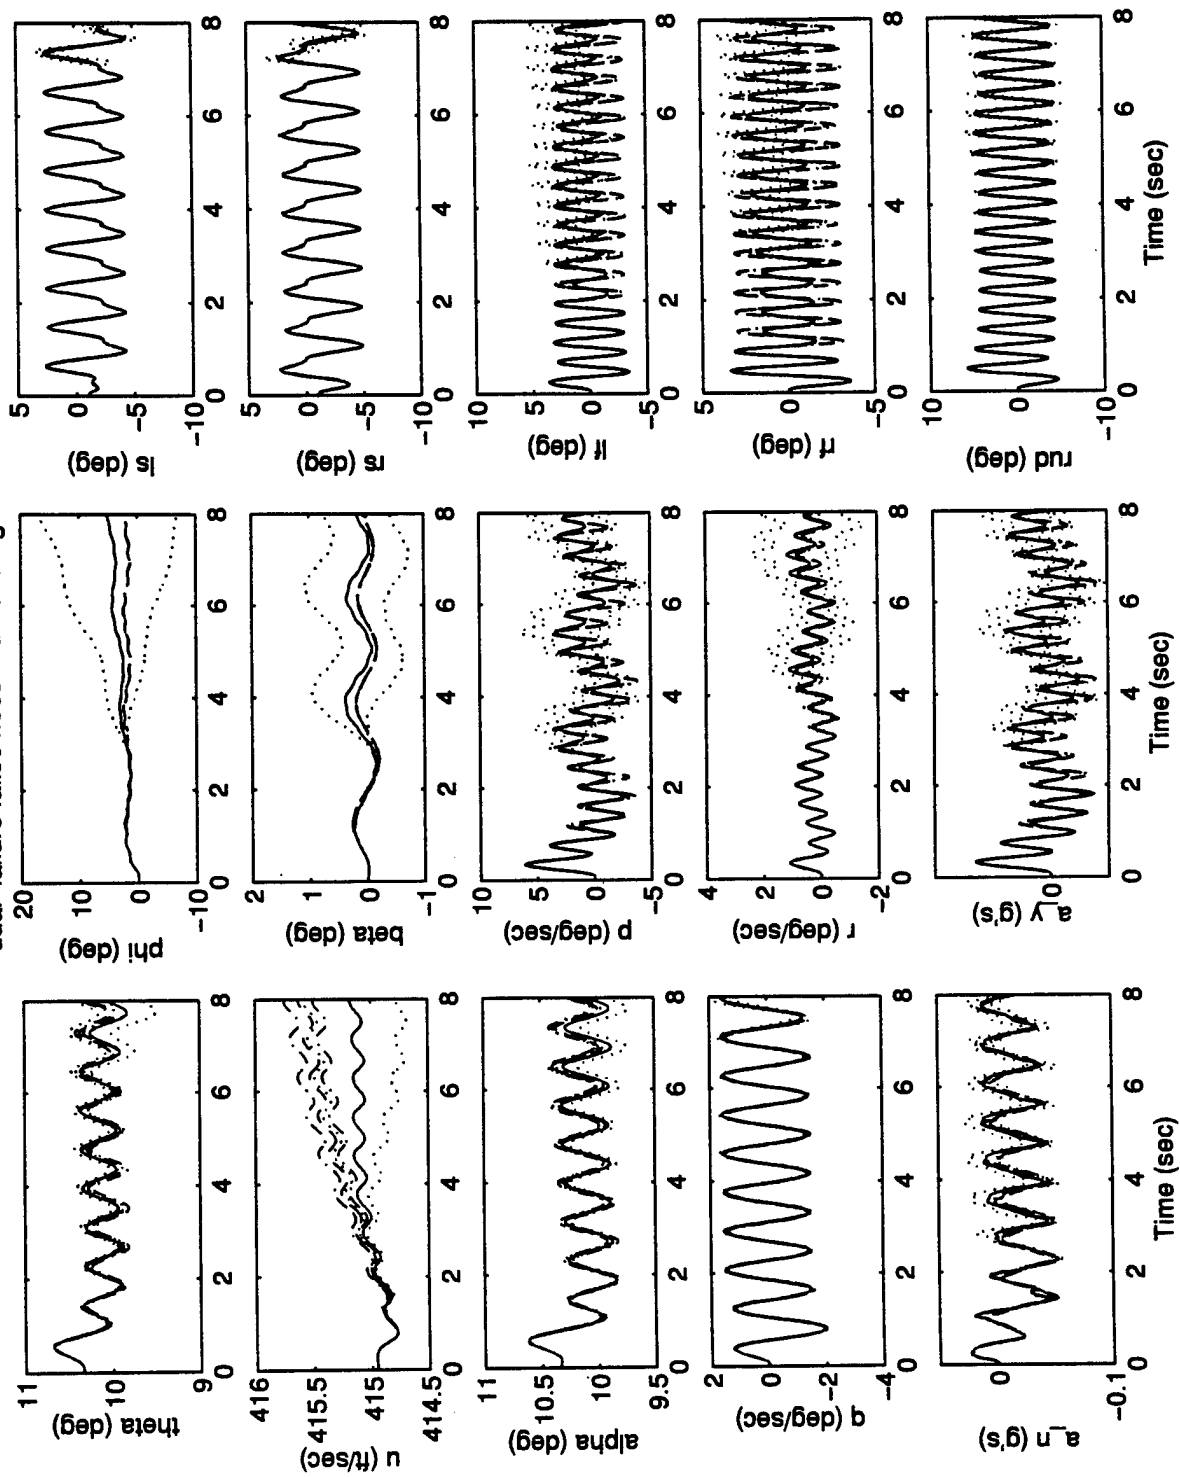 theta (deg)
11
10
9
0 2 4 6 8
phi (deg)
20
10
0
−10
0 2 4 6 8
ls (deg)
5
0
−5
−10
0 2 4 6 8
u (ft/sec)
416
415.5
415
414.5
0 2 4 6 8
beta (deg)
2
1
0
−1
0 2 4 6 8
rs (deg)
5
0
−5
−10
0 2 4 6 8
alpha (deg)
11
10.5
10
9.5
0 2 4 6 8
p (deg/sec)
10
5
0
−5
0 2 4 6 8
lf (deg)
10
5
0
−5
0 2 4 6 8
q (deg/sec)
2
0
−2
−4
0 2 4 6 8
r (deg/sec)
4
2
0
−2
0 2 4 6 8
rf (deg)
5
0
−5
0 2 4 6 8
a_n (g's)
0
−0.1
0 2 4 6 8
Time (sec)
a_y (g's)
0
0 2 4 6 8
Time (sec)
rud (deg)
10
0
−10
0 2 4 6 8
Time (sec)